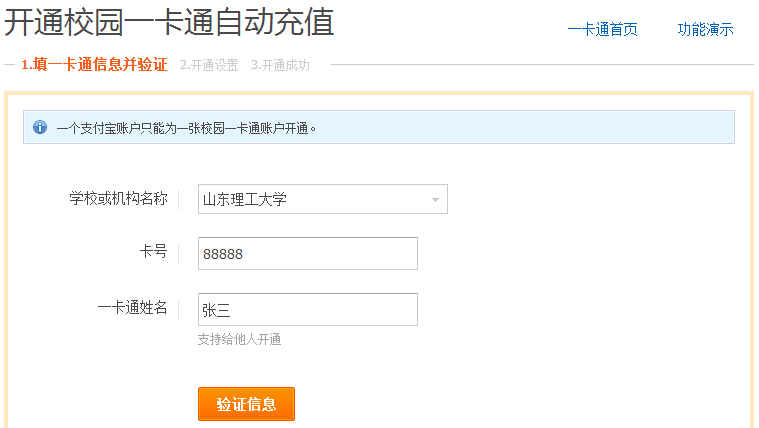 开通校园一卡通自动充值
一卡通首页 功能演示
1.填一卡通信息并验证 2.开通设置 3.开通成功
一个支付宝账户只能为一张校园一卡通账户开通。
学校或机构名称 山东理工大学
卡号 88888
一卡通姓名 张三
支持给他人开通
验证信息